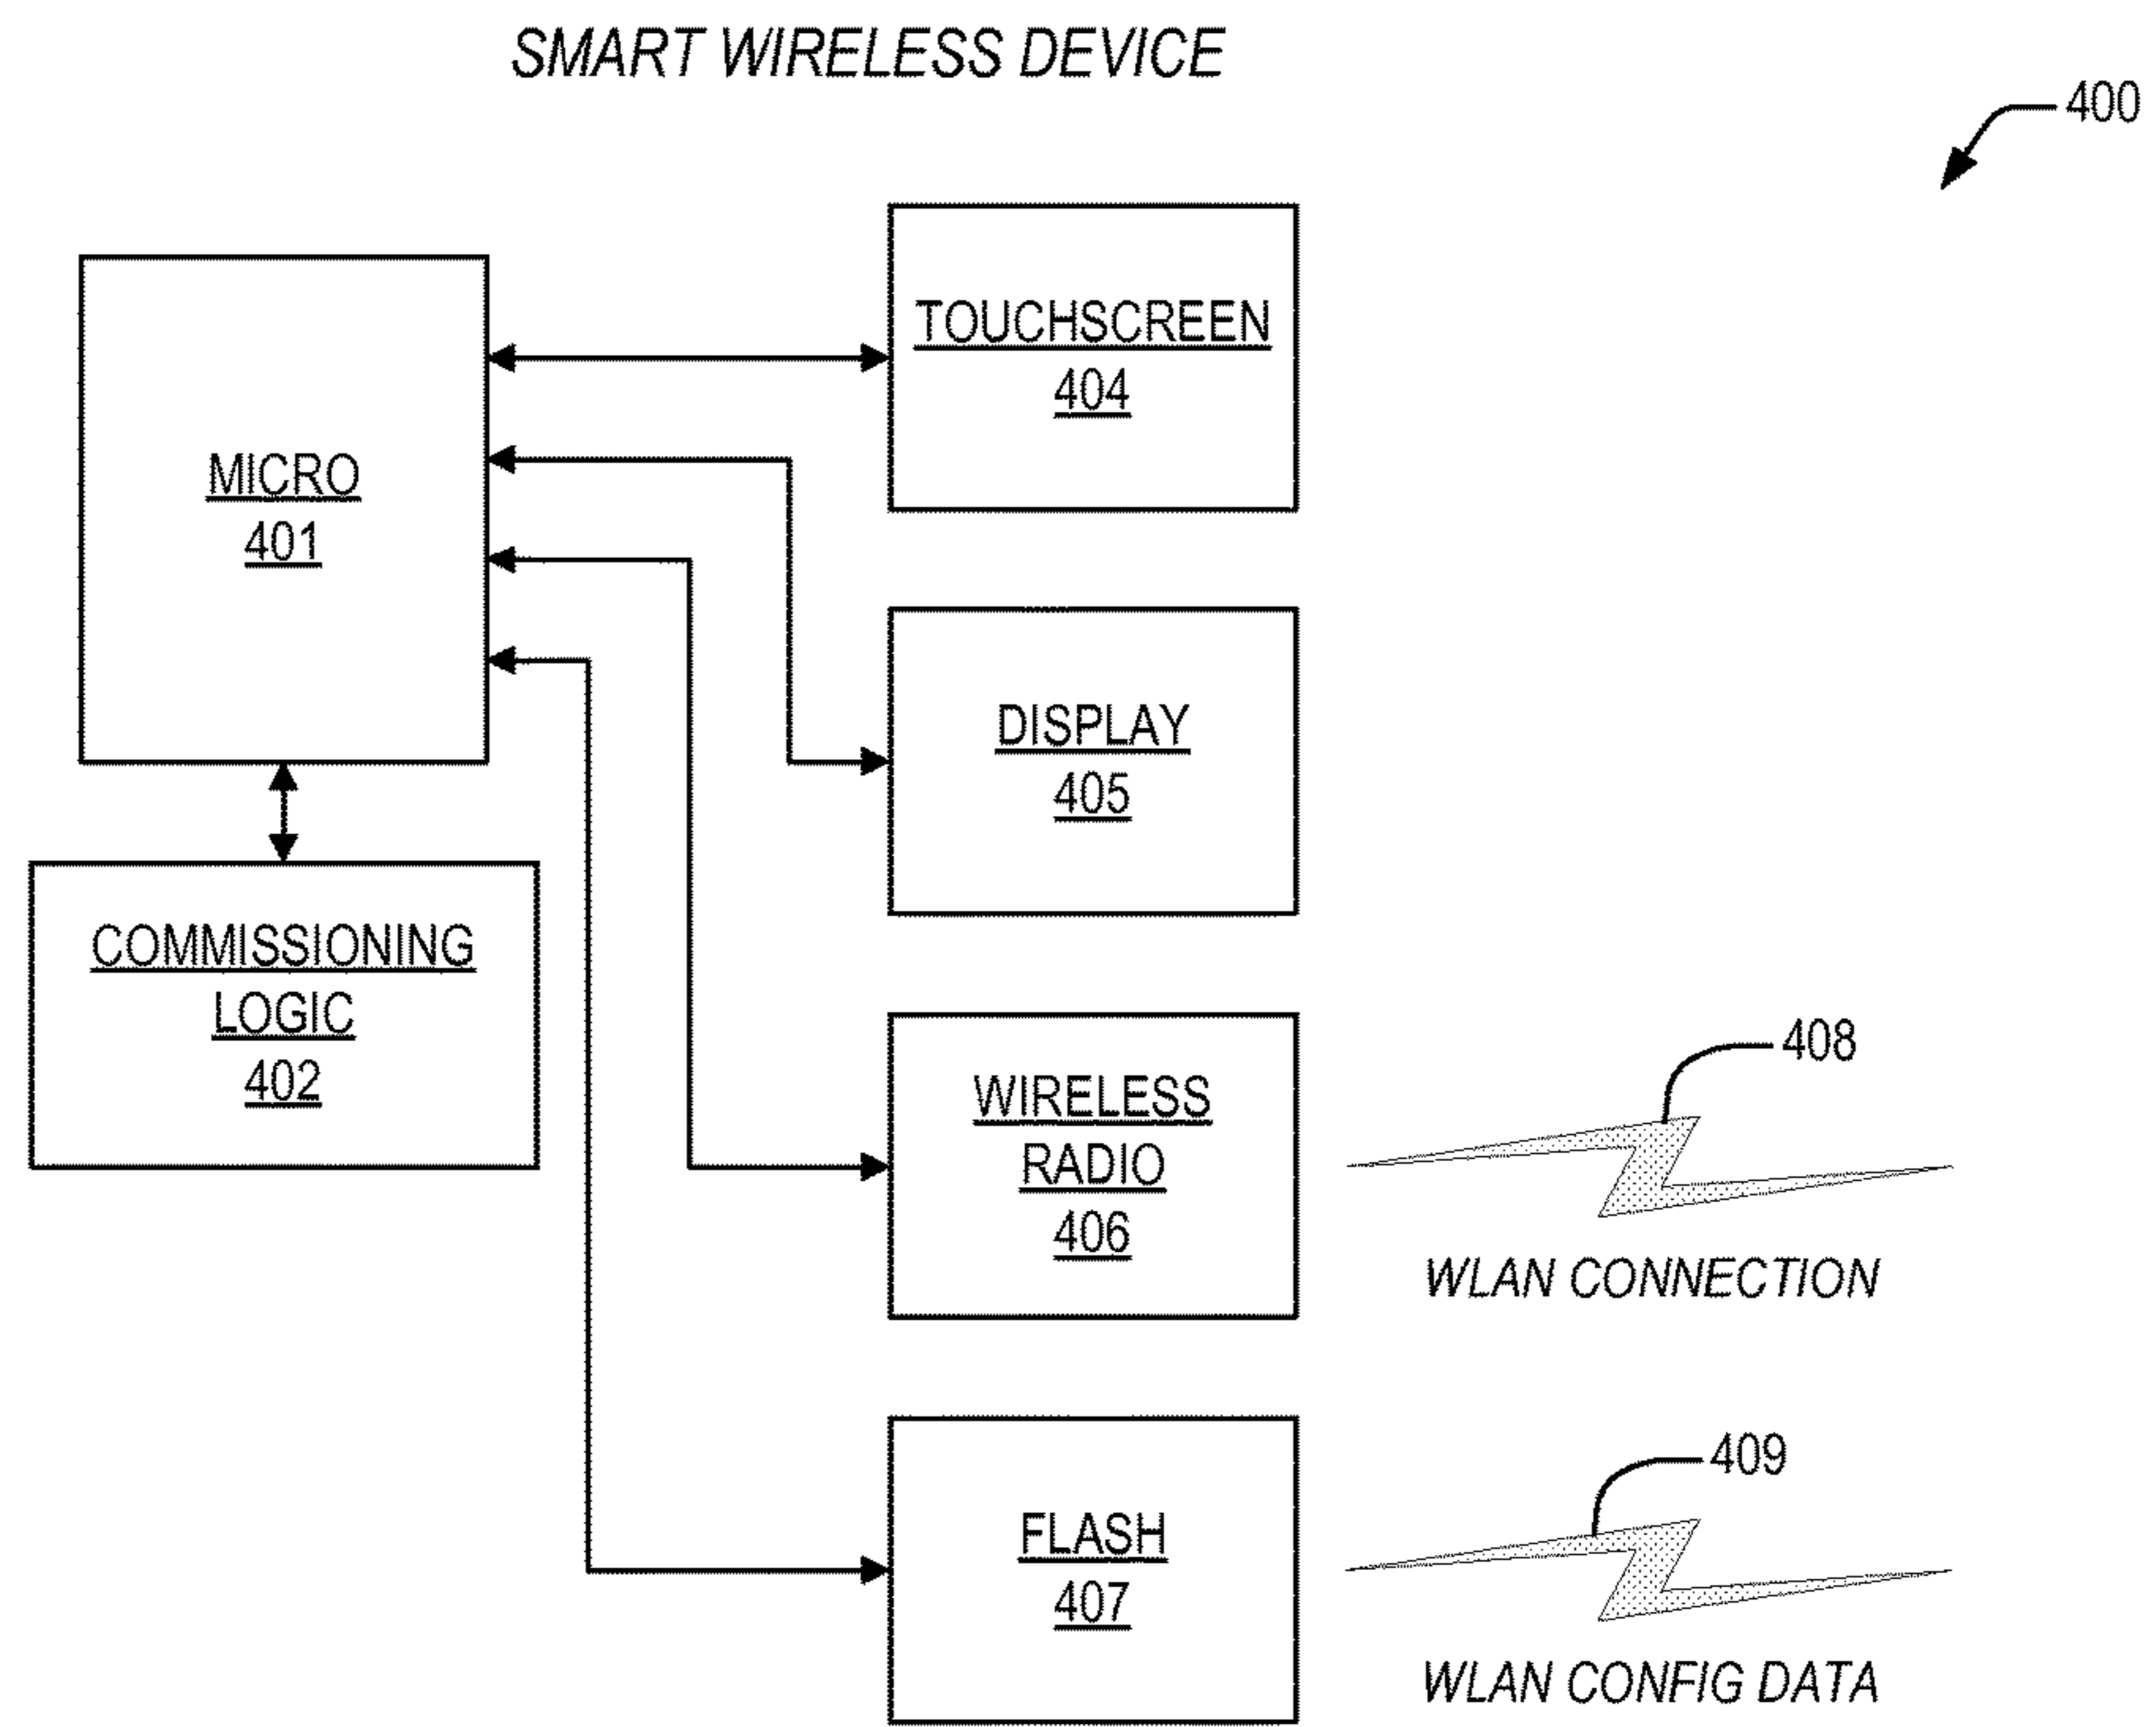 SMART WIRELESS DEVICE
400
TOUCHSCREEN
404
MICRO
401
DISPLAY
405
COMMISSIONING
LOGIC
402
WIRELESS
RADIO
406
408
WLAN CONNECTION
FLASH
407
409
WLAN CONFIG DATA